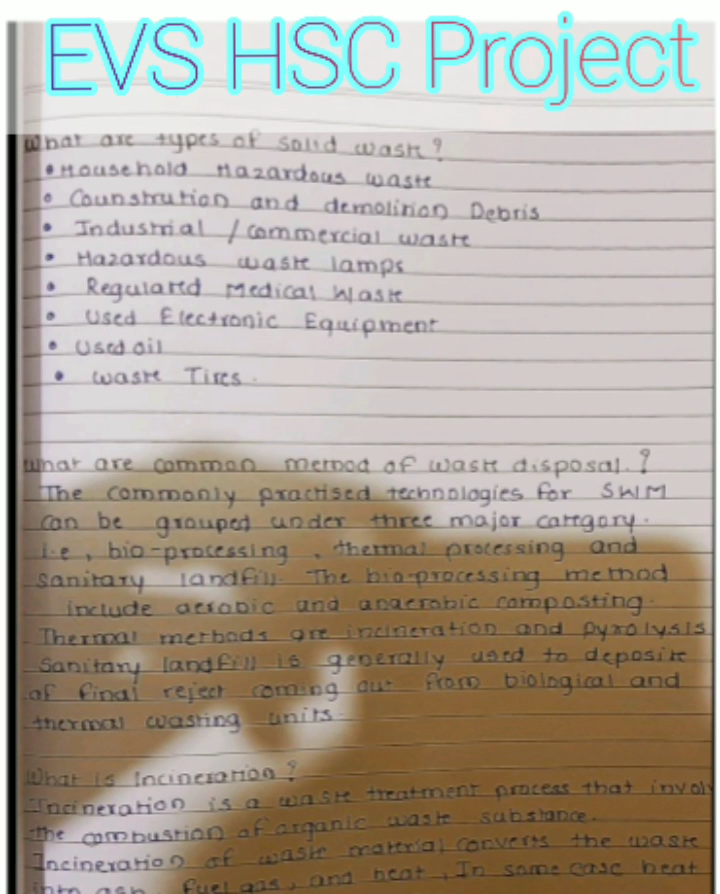 EVS HSC Project
What are types of solid waste?
• Household Hazardous waste
• Counstrution and demolition Debris
• Industrial / commercial waste
• Hazardous waste lamps
• Regulated Medical Waste
• Used Electronic Equipment
• Used oil
• waste Tires.
What are common method of waste disposal.?
The commonly practised technologies for SWM
can be grouped under three major category.
i.e, bio-processing, thermal processing and
sanitary landfill. The bio-processing method
include aerobic and anaerobic composting.
Thermal methods are incineration and pyrolysis
Sanitary landfill is generally used to deposite
of final reject coming out from biological and
thermal wasting units.
What is Incineration?
Incineration is a waste treatment process that involv
the combustion of organic waste substance.
Incineration of waste material converts the waste
into ash, fuel gas, and heat, In some case heat